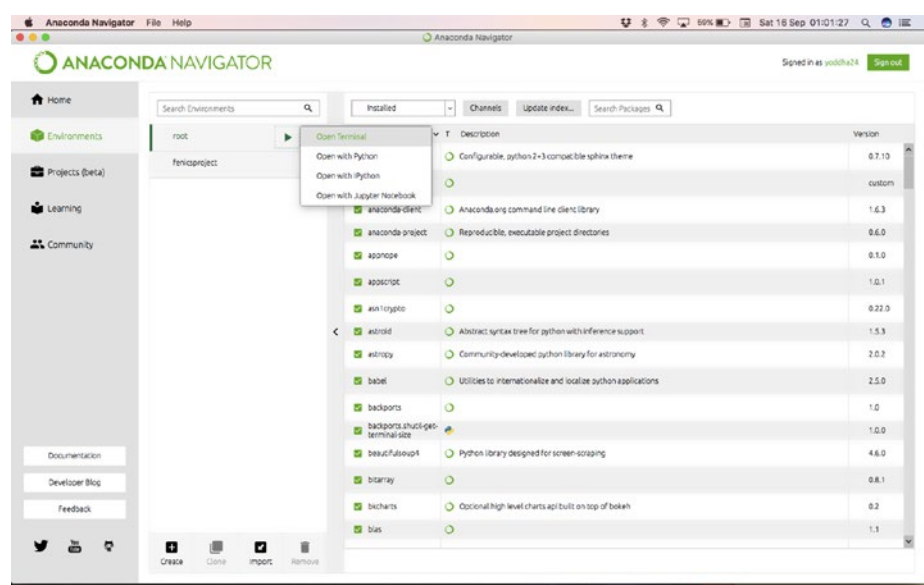 Anaconda Navigator File Help
59% Sat 16 Sep 01:01:27
Anaconda Navigator
ANACONDA NAVIGATOR
Signed in as yoddha24 Sign out
Home
Environments
Projects (beta)
Learning
Community
Documentation
Developer Blog
Feedback
You Tube
Search Environments
root
fenicsproject
Open Terminal
Open with Python
Open with IPython
Open with Jupyter Notebook
Create Clone Import Remove
Installed Channels Update index... Search Packages
T Description Version
Configurable, python 2+3 compatible sphinx theme 0.7.10
custom
anaconda-client Anaconda.org command line client library 1.6.3
anaconda-project Reproducible, executable project directories 0.6.0
appnope 0.1.0
appscript 1.0.1
asn1crypto 0.22.0
astroid Abstract syntax tree for python with inference support 1.5.3
astropy Community-developed python library for astronomy 2.0.2
babel Utilities to internationalize and localize python applications 2.5.0
backports 1.0
backports.shutil-get-
terminal-size 1.0.0
beautifulsoup4 Python library designed for screen-scraping 4.6.0
bitarray 0.8.1
bkcharts Optional high level charts api built on top of bokeh 0.2
blas 1.1